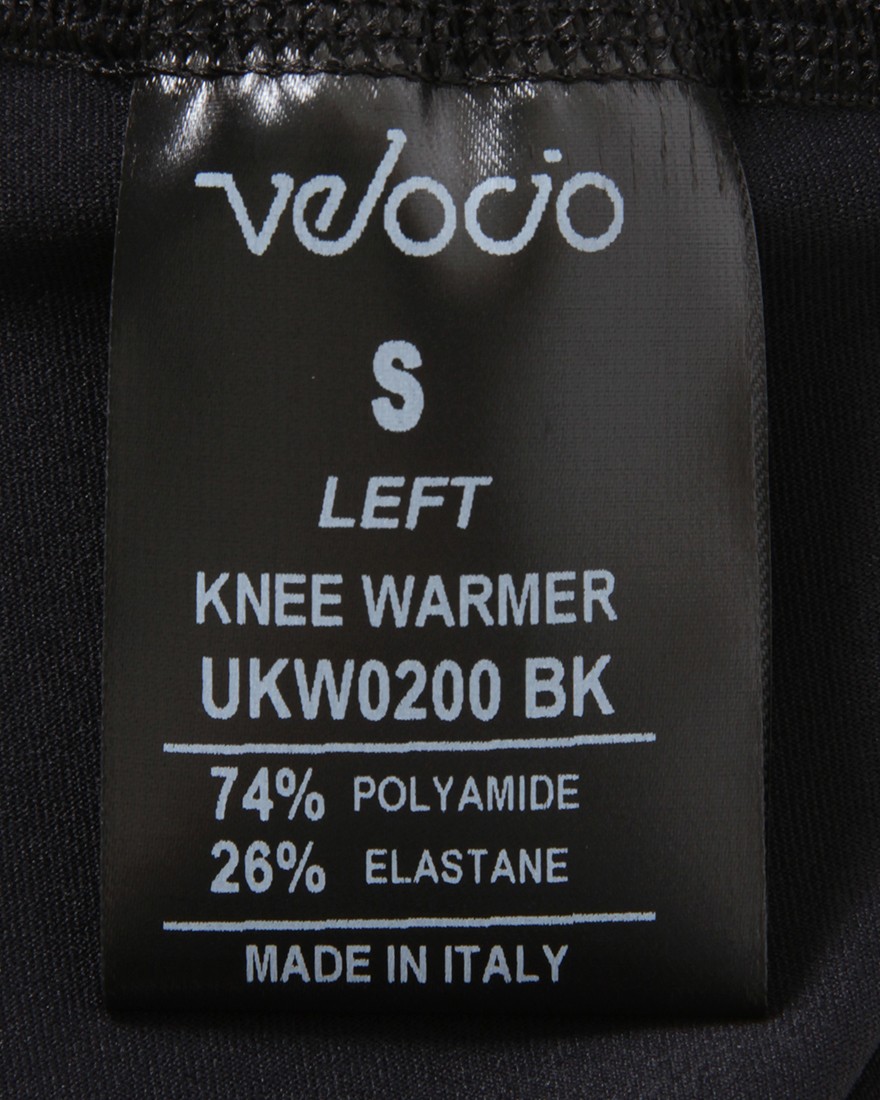 velocio
S
LEFT
KNEE WARMER
UKW0200 BK
74% POLYAMIDE
26% ELASTANE
MADE IN ITALY